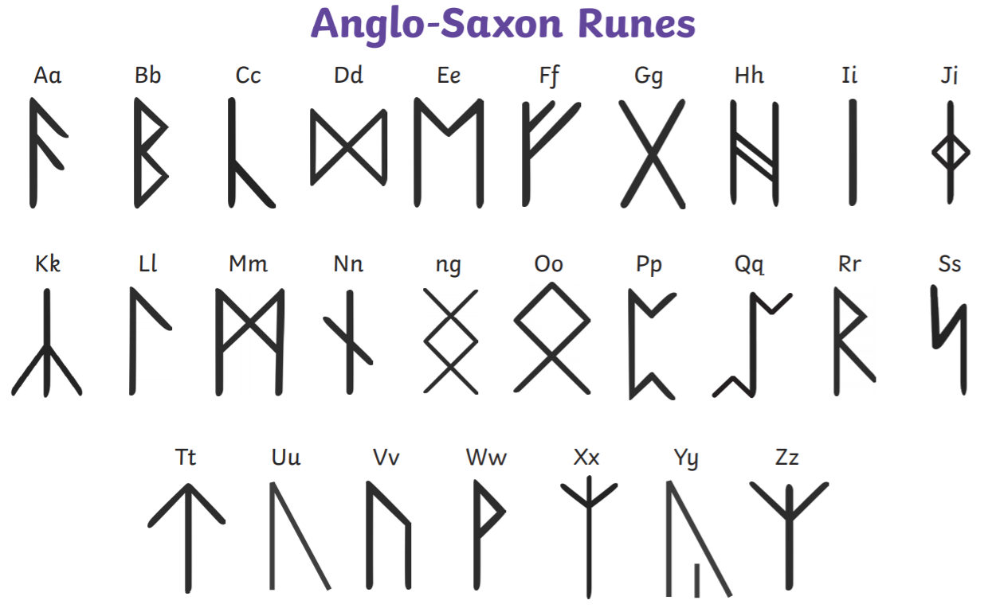 Anglo-Saxon Runes
Aa Bb Cc Dd Ee Ff Gg Hh Ii Jj
ᚫ ᛒ ᚳ ᛞ ᛖ ᚠ ᚷ ᚻ ᛁ ᛄ
Kk Ll Mm Nn ng Oo Pp Qq Rr Ss
ᛣ ᛚ ᛗ ᚾ ᛝ ᛟ ᛈ ᛢ ᚱ ᛋ
Tt Uu Vv Ww Xx Yy Zz
ᛏ ᚢ ᚢ ᚹ ᛉ ᚣ ᛉ